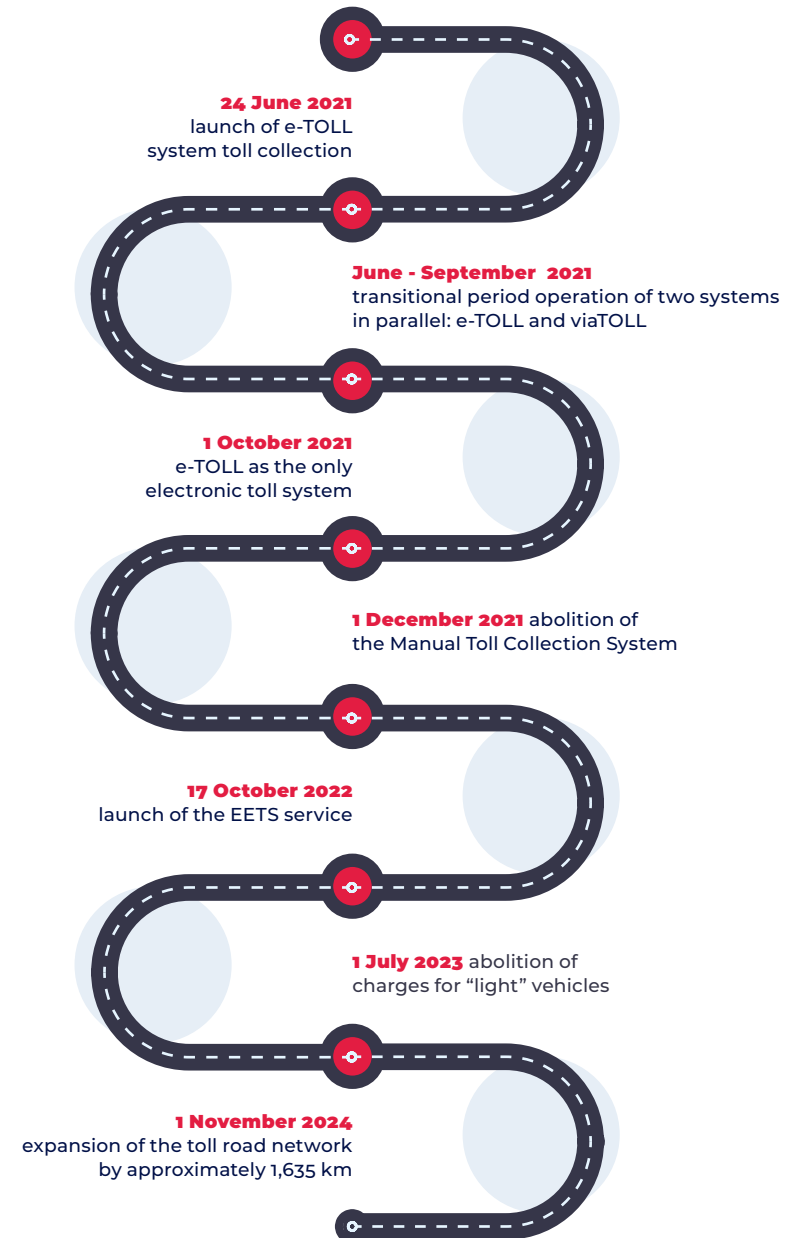 24 June 2021
launch of e-TOLL
system toll collection
June - September  2021
transitional period operation of two systems
in parallel: e-TOLL and viaTOLL
1 October 2021
e-TOLL as the only
electronic toll system
1 December 2021 abolition of
the Manual Toll Collection System
17 October 2022
launch of the EETS service
1 July 2023 abolition of
charges for “light” vehicles
1 November 2024
expansion of the toll road network
by approximately 1,635 km